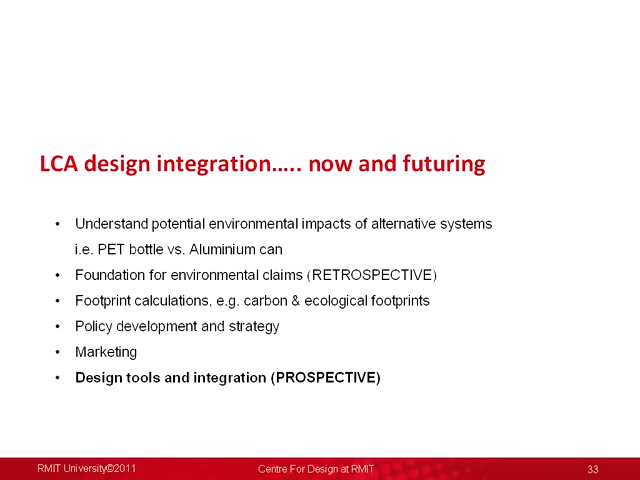 LCA design integration….. now and futuring
• Understand potential environmental impacts of alternative systems
i.e. PET bottle vs. Aluminium can
• Foundation for environmental claims (RETROSPECTIVE)
• Footprint calculations, e.g. carbon & ecological footprints
• Policy development and strategy
• Marketing
• Design tools and integration (PROSPECTIVE)
RMIT University©2011 Centre For Design at RMIT 33